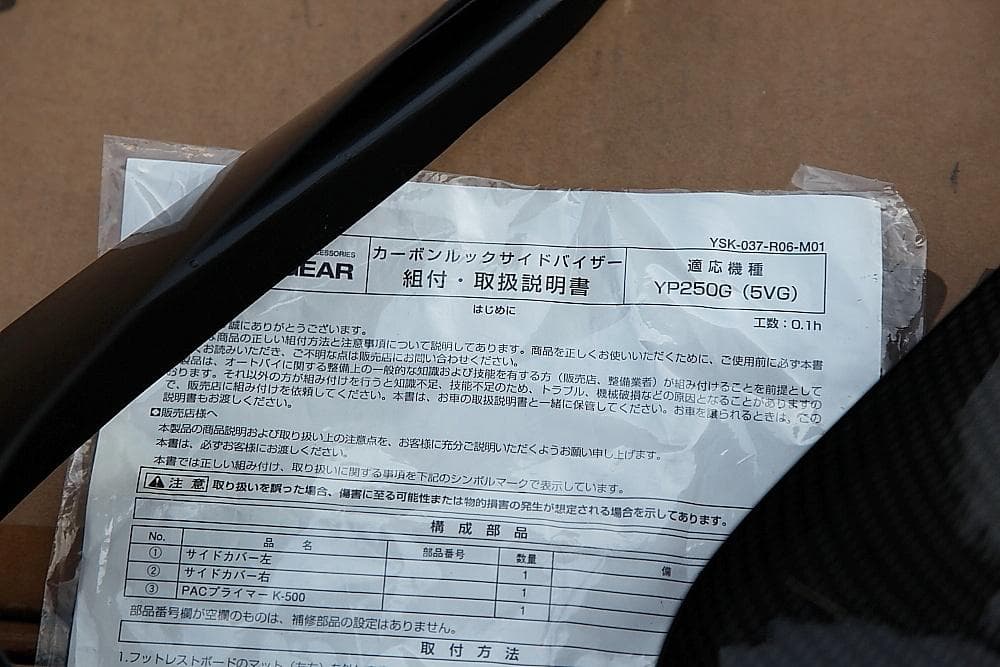 YSK-037-R06-M01
CESSORIES
GEAR
カーボンルックサイドバイザー
組付・取扱説明書
適応機種
YP250G (5VG)
はじめに
工数：0.1h
誠にありがとうございます。
商品の正しい組付方法と注意事項について説明してあります。商品を正しくお使いいただくために、ご使用前に必ず本書
くお読みいただき、ご不明な点は販売店にお問い合わせください。
製品は、オートバイに関する整備上の一般的な知識および技能を有する方（販売店、整備業者）が組み付けることを前提として
おります。それ以外の方が組み付けを行うと知識不足、技能不足のため、トラブル、機械破損などの原因となることがありますの
で、販売店に組み付けを依頼してください。本書は、お車の取扱説明書と一緒に保管してください。お車を譲られるときは、この
説明書もお渡しください。
販売店様へ
本製品の商品説明および取り扱い上の注意点を、お客様に充分ご説明いただくようお願い申し上げます。
本書は、必ずお客様にお渡しください。
本書では正しい組み付け、取り扱いに関する事項を下記のシンボルマークで表示しています。
注意 取り扱いを誤った場合、傷害に至る可能性または物的損害の発生が想定される場合を示してあります。
構成部品
No. 品名 部品番号 数量 備
① サイドカバー左 1
② サイドカバー右 1
③ PACプライマー K-500 1
部品番号欄が空欄のものは、補修部品の設定はありません。
取付方法
1.フットレストボードのマット（左右）を